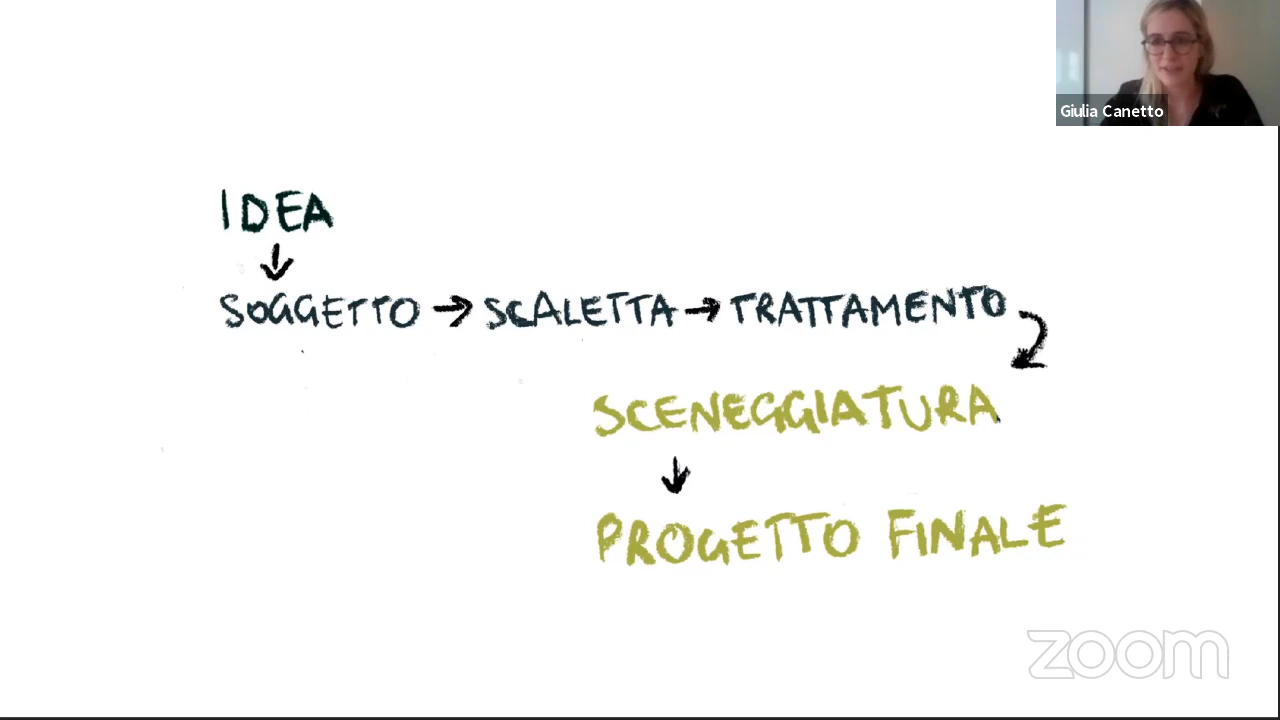 Giulia Canetto
IDEA
SOGGETTO → SCALETTA → TRATTAMENTO
SCENEGGIATURA
PROGETTO FINALE
zoom